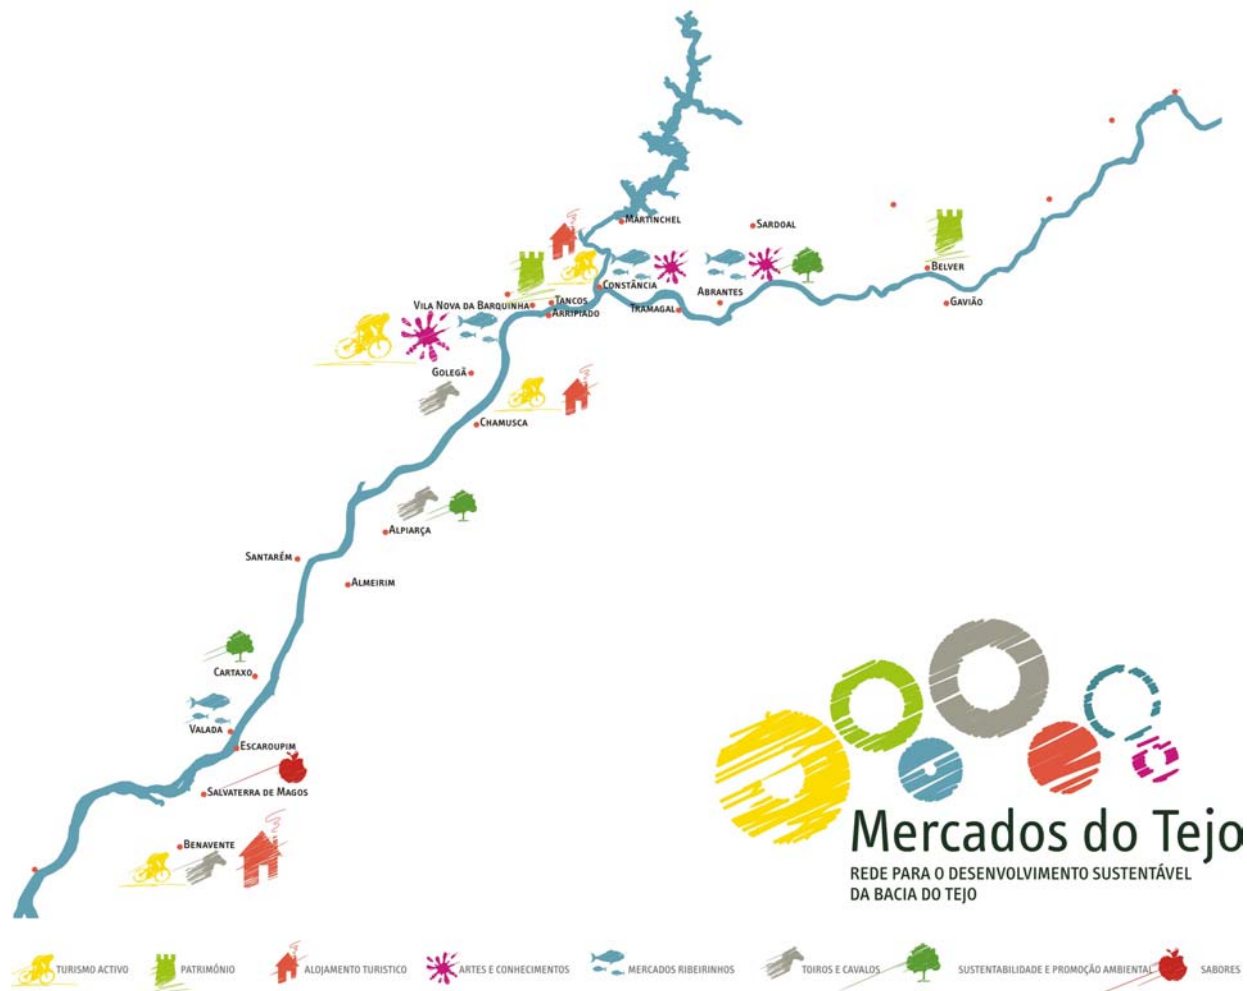 MARTINCHEL
SARDOAL
BELVER
CONSTÂNCIA
ABRANTES
VILA NOVA DA BARQUINHA
TANCOS
ARRIPIADO
TRAMAGAL
GAVIÃO
GOLEGÃ
CHAMUSCA
ALPIARÇA
SANTARÉM
ALMEIRIM
CARTAXO
VALADA
ESCAROUPIM
SALVATERRA DE MAGOS
BENAVENTE
Mercados do Tejo
REDE PARA O DESENVOLVIMENTO SUSTENTÁVEL
DA BACIA DO TEJO
TURISMO ACTIVO
PATRIMÓNIO
ALOJAMENTO TURISTICO
ARTES E CONHECIMENTOS
MERCADOS RIBEIRINHOS
TOIROS E CAVALOS
SUSTENTABILIDADE E PROMOÇÃO AMBIENTAL
SABORES